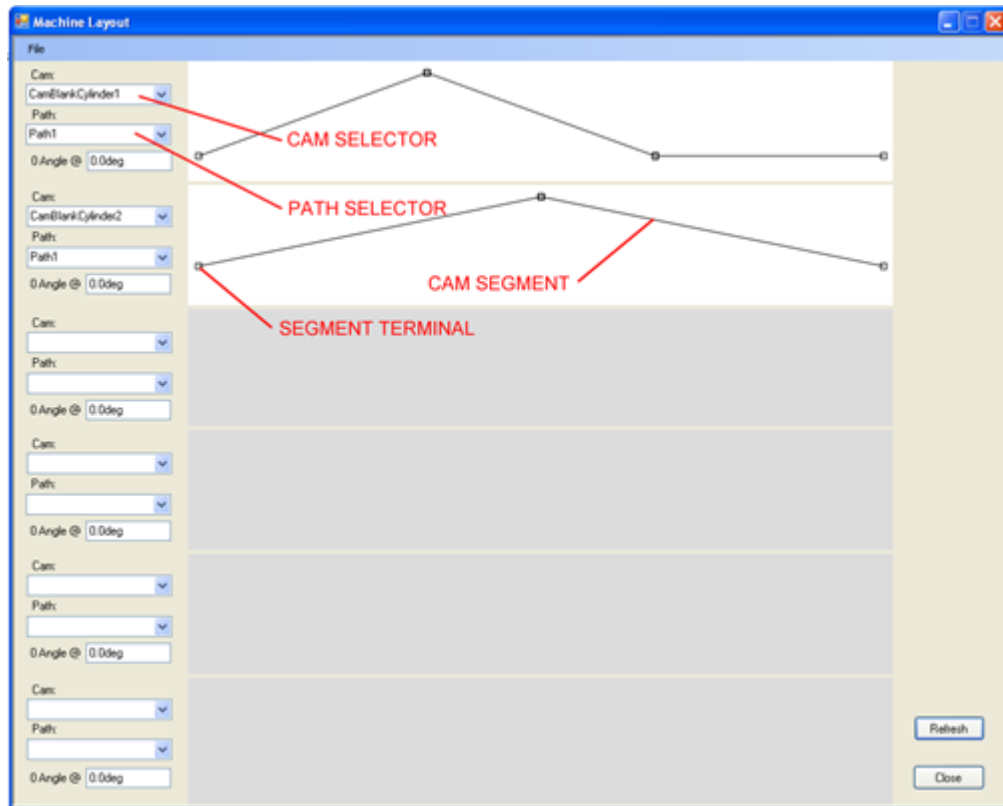 Machine Layout
File
Cam:
CamBlankCylinder1
Path:
Path1
0 Angle @ 0.0deg
CAM SELECTOR
PATH SELECTOR
Cam:
CamBlankCylinder2
Path:
Path1
0 Angle @ 0.0deg
CAM SEGMENT
SEGMENT TERMINAL
Cam:
Path:
0 Angle @ 0.0deg
Cam:
Path:
0 Angle @ 0.0deg
Cam:
Path:
0 Angle @ 0.0deg
Cam:
Path:
0 Angle @ 0.0deg
Refresh
Close